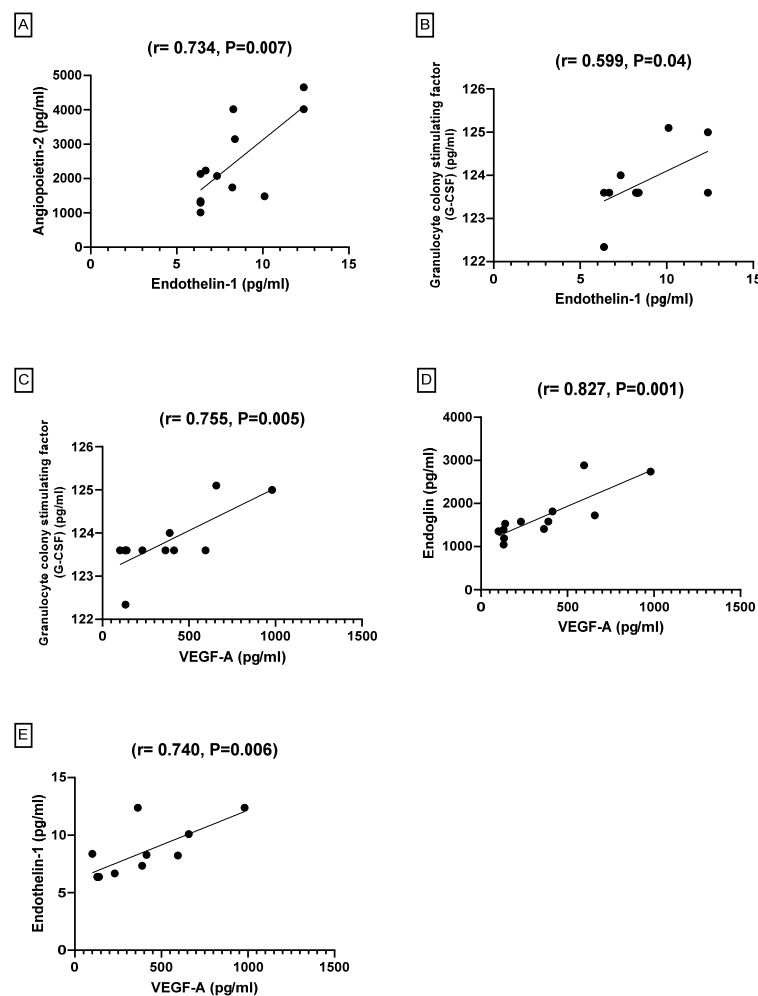 A
(r= 0.734, P=0.007)
Angiopoietin-2 (pg/ml)
5000
4000
3000
2000
1000
0
0 5 10 15
Endothelin-1 (pg/ml)
B
(r= 0.599, P=0.04)
Granulocyte colony stimulating factor
(G-CSF) (pg/ml)
126
125
124
123
122
0 5 10 15
Endothelin-1 (pg/ml)
C
(r= 0.755, P=0.005)
Granulocyte colony stimulating factor
(G-CSF) (pg/ml)
126
125
124
123
122
0 500 1000 1500
VEGF-A (pg/ml)
D
(r= 0.827, P=0.001)
Endoglin (pg/ml)
4000
3000
2000
1000
0
0 500 1000 1500
VEGF-A (pg/ml)
E
(r= 0.740, P=0.006)
Endothelin-1 (pg/ml)
15
10
5
0
0 500 1000 1500
VEGF-A (pg/ml)